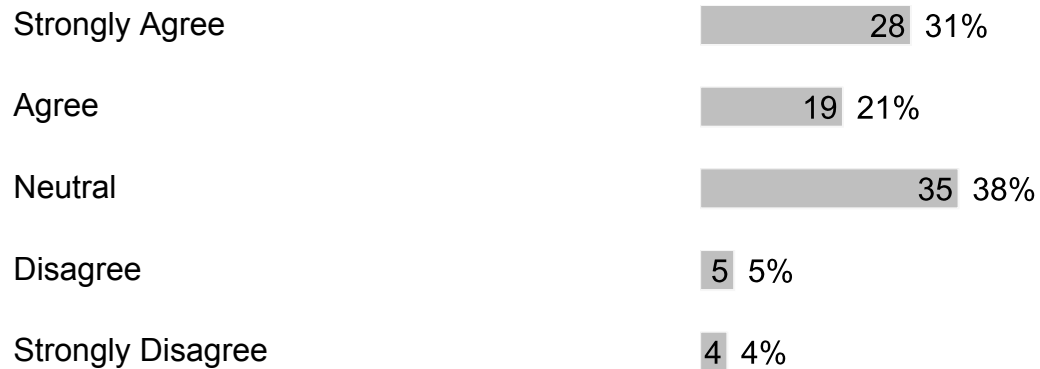 Strongly Agree 28 31%
Agree 19 21%
Neutral 35 38%
Disagree 5 5%
Strongly Disagree 4 4%